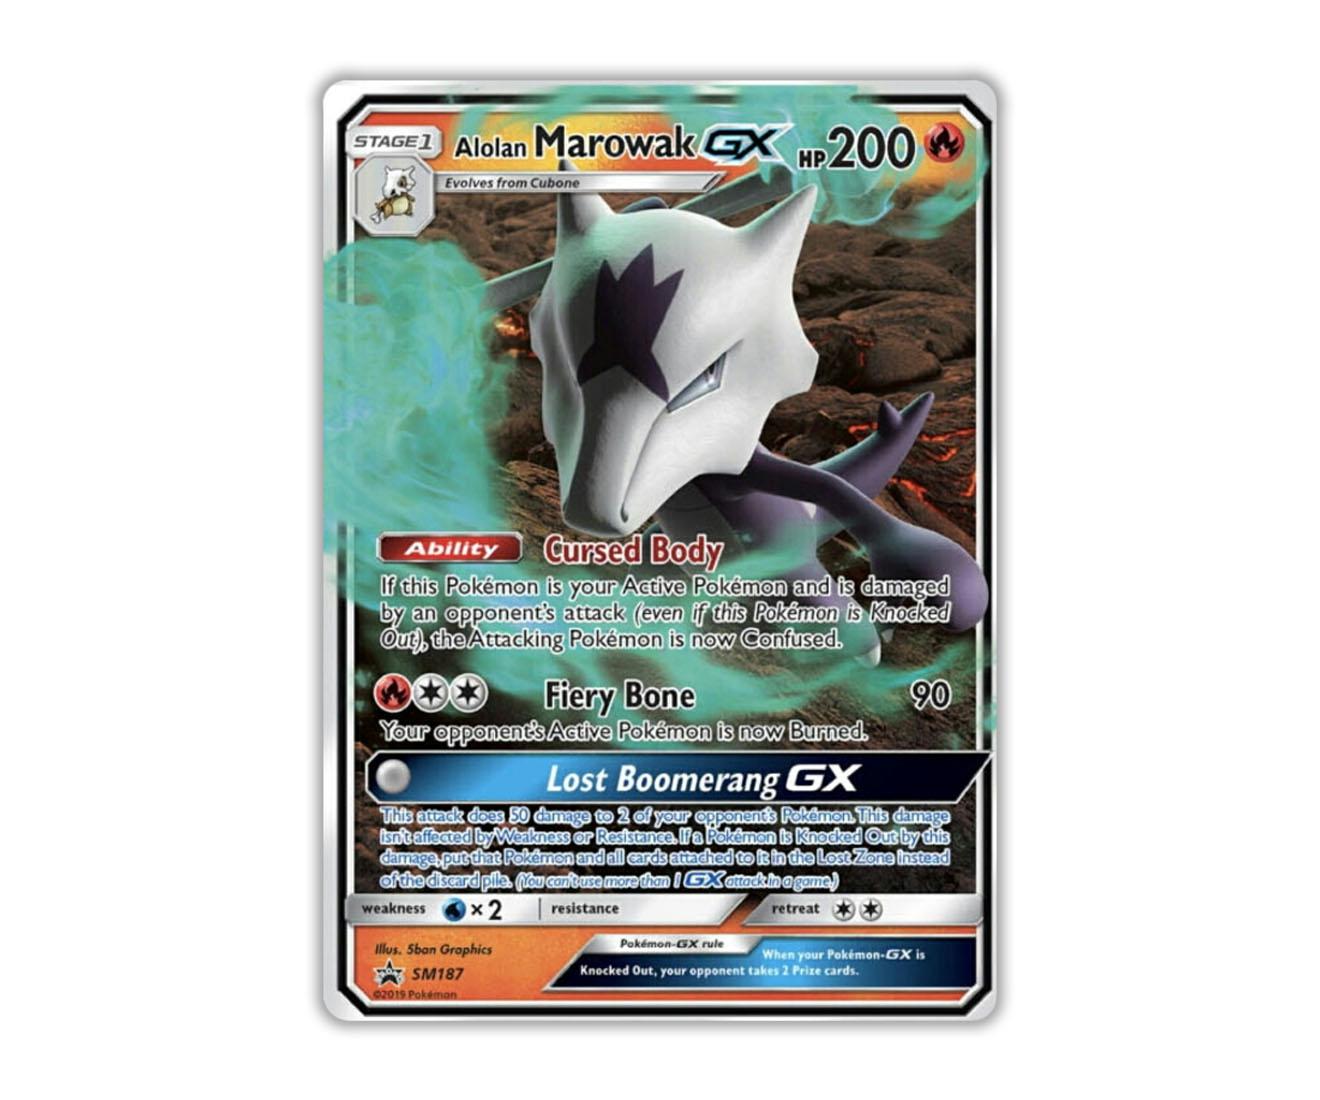 STAGE1
Alolan Marowak GX HP200
Evolves from Cubone
Ability Cursed Body
If this Pokémon is your Active Pokémon and is damaged
by an opponent's attack (even if this Pokémon is Knocked
Out), the Attacking Pokémon is now Confused.
Fiery Bone 90
Your opponent's Active Pokémon is now Burned.
Lost Boomerang GX
This attack does 50 damage to 2 of your opponent's Pokémon. This damage
isn't affected by Weakness or Resistance. If a Pokémon is Knocked Out by this
damage, put that Pokémon and all cards attached to it in the Lost Zone instead
of the discard pile. (You can't use more than 1 GX attack in a game.)
weakness ×2 resistance retreat
Illus. 5ban Graphics
SM187
©2019 Pokémon
Pokémon-GX rule
When your Pokémon-GX is
Knocked Out, your opponent takes 2 Prize cards.